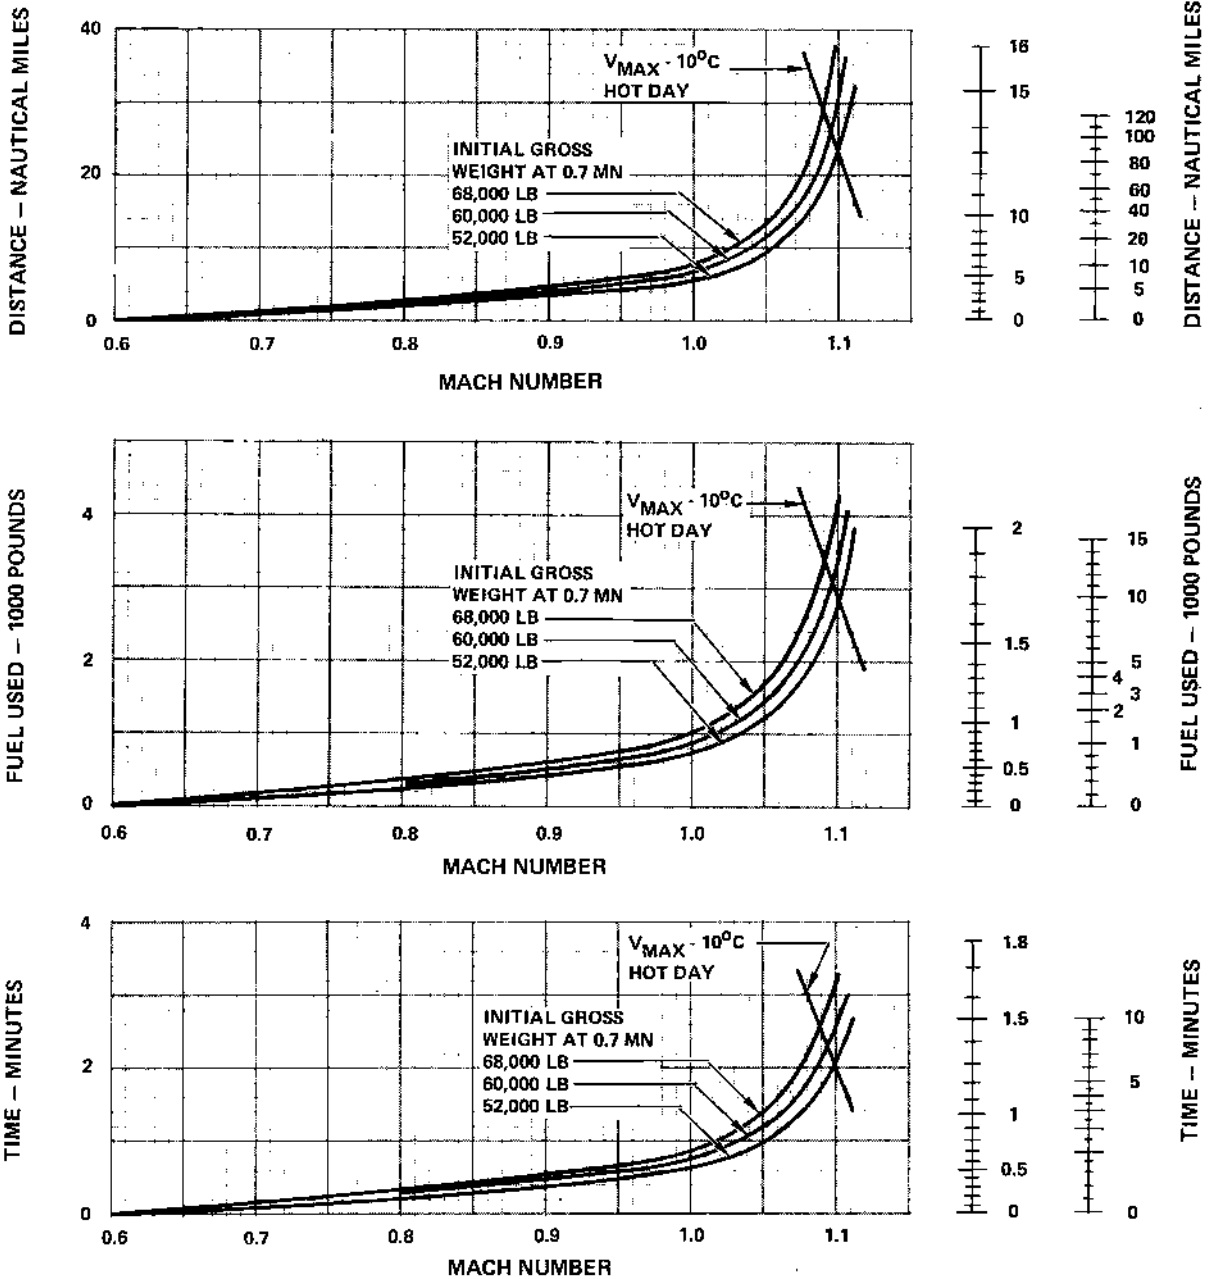 DISTANCE – NAUTICAL MILES
40
20
0
V MAX - 10°C
HOT DAY
INITIAL GROSS
WEIGHT AT 0.7 MN
68,000 LB
60,000 LB
52,000 LB
0.6 0.7 0.8 0.9 1.0 1.1
MACH NUMBER
16
15
10
5
0
120
100
80
60
40
20
10
5
0
DISTANCE – NAUTICAL MILES
FUEL USED – 1000 POUNDS
4
2
0
V MAX - 10°C
HOT DAY
INITIAL GROSS
WEIGHT AT 0.7 MN
68,000 LB
60,000 LB
52,000 LB
0.6 0.7 0.8 0.9 1.0 1.1
MACH NUMBER
2
1.5
1
0.5
0
15
10
5
4
3
2
1
0
FUEL USED – 1000 POUNDS
TIME – MINUTES
4
2
0
V MAX - 10°C
HOT DAY
INITIAL GROSS
WEIGHT AT 0.7 MN
68,000 LB
60,000 LB
52,000 LB
0.6 0.7 0.8 0.9 1.0 1.1
MACH NUMBER
1.8
1.5
1
0.5
0
10
5
0
TIME – MINUTES